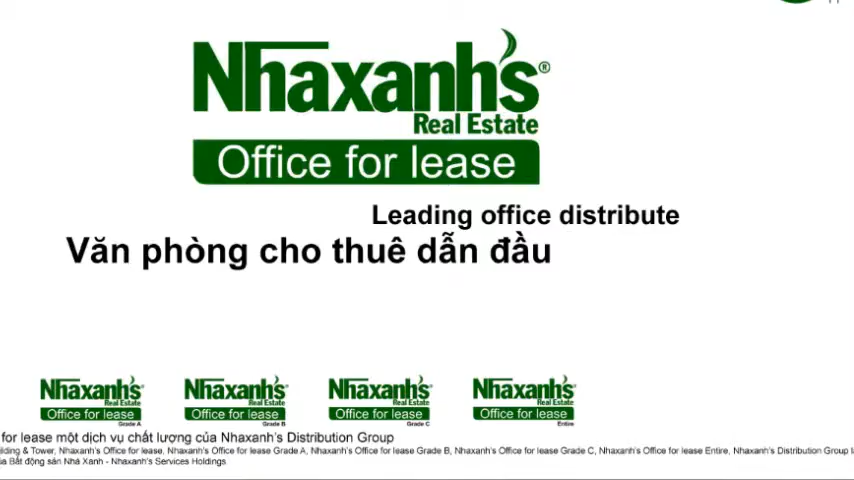 Nhaxanh's®
Real Estate
Office for lease
Leading office distribute
Văn phòng cho thuê dẫn đầu
Nhaxanh's® Nhaxanh's® Nhaxanh's® Nhaxanh's®
Real Estate Real Estate Real Estate Real Estate
Office for lease Office for lease Office for lease Office for lease
Grade A Grade B Grade C Entire
for lease một dịch vụ chất lượng của Nhaxanh's Distribution Group
& Tower, Nhaxanh's Office for lease, Nhaxanh's Office for lease Grade A, Nhaxanh's Office for lease Grade B, Nhaxanh's Office for lease Grade C, Nhaxanh's Office for lease Entire, Nhaxanh's Distribution Group
Bất động sản Nhà Xanh - Nhaxanh's Services Holdings